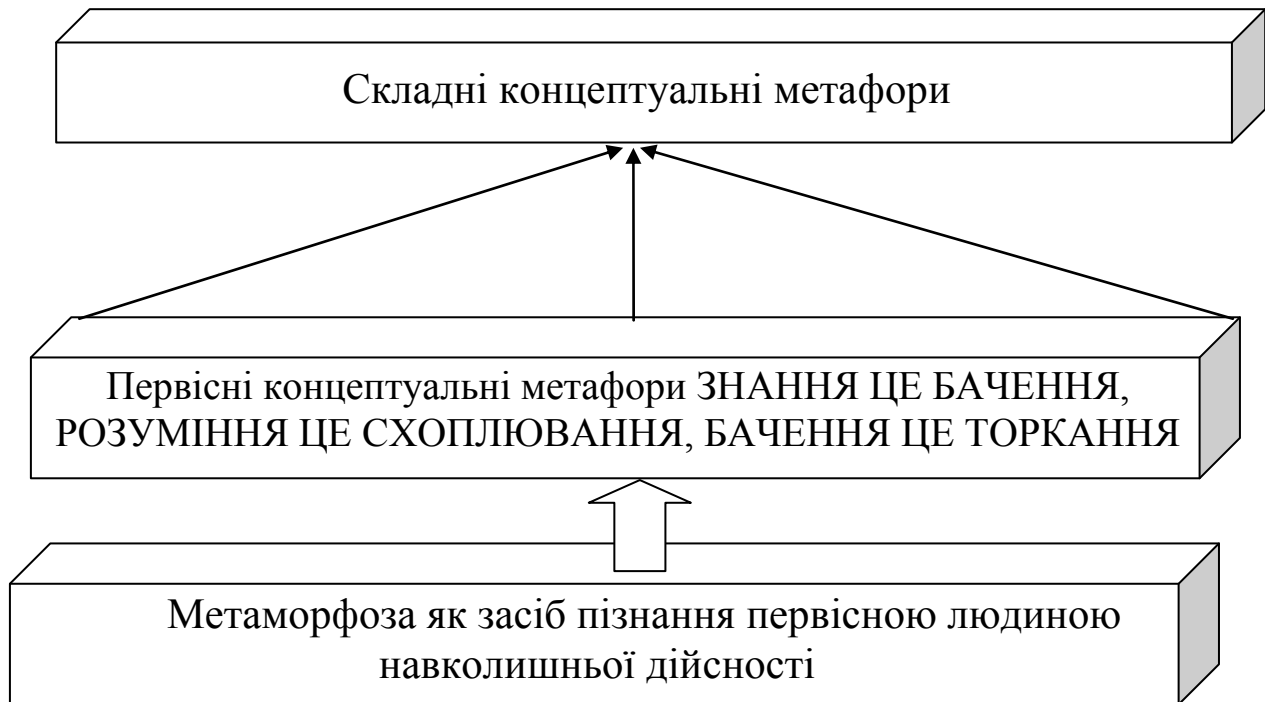 Складні концептуальні метафори
Первісні концептуальні метафори ЗНАННЯ ЦЕ БАЧЕННЯ,
РОЗУМІННЯ ЦЕ СХОПЛЮВАННЯ, БАЧЕННЯ ЦЕ ТОРКАННЯ
Метаморфоза як засіб пізнання первісною людиною
навколишньої дійсності